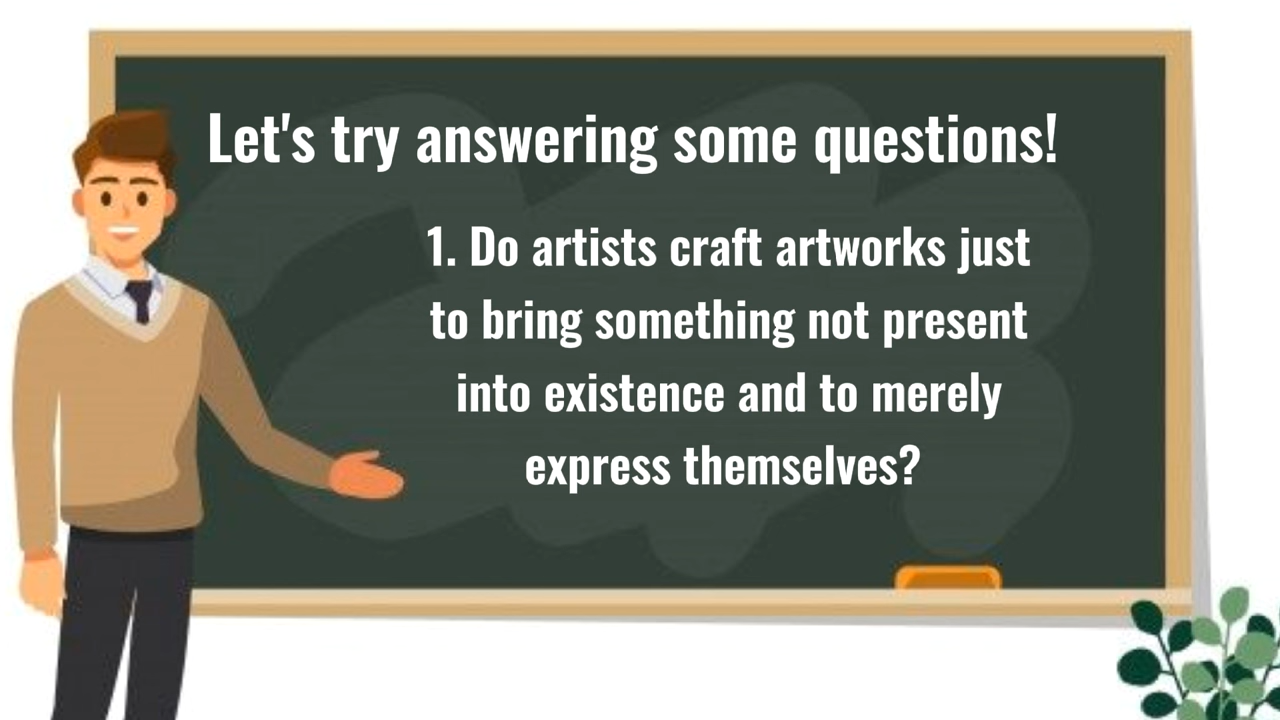 Let's try answering some questions!
1. Do artists craft artworks just
to bring something not present
into existence and to merely
express themselves?